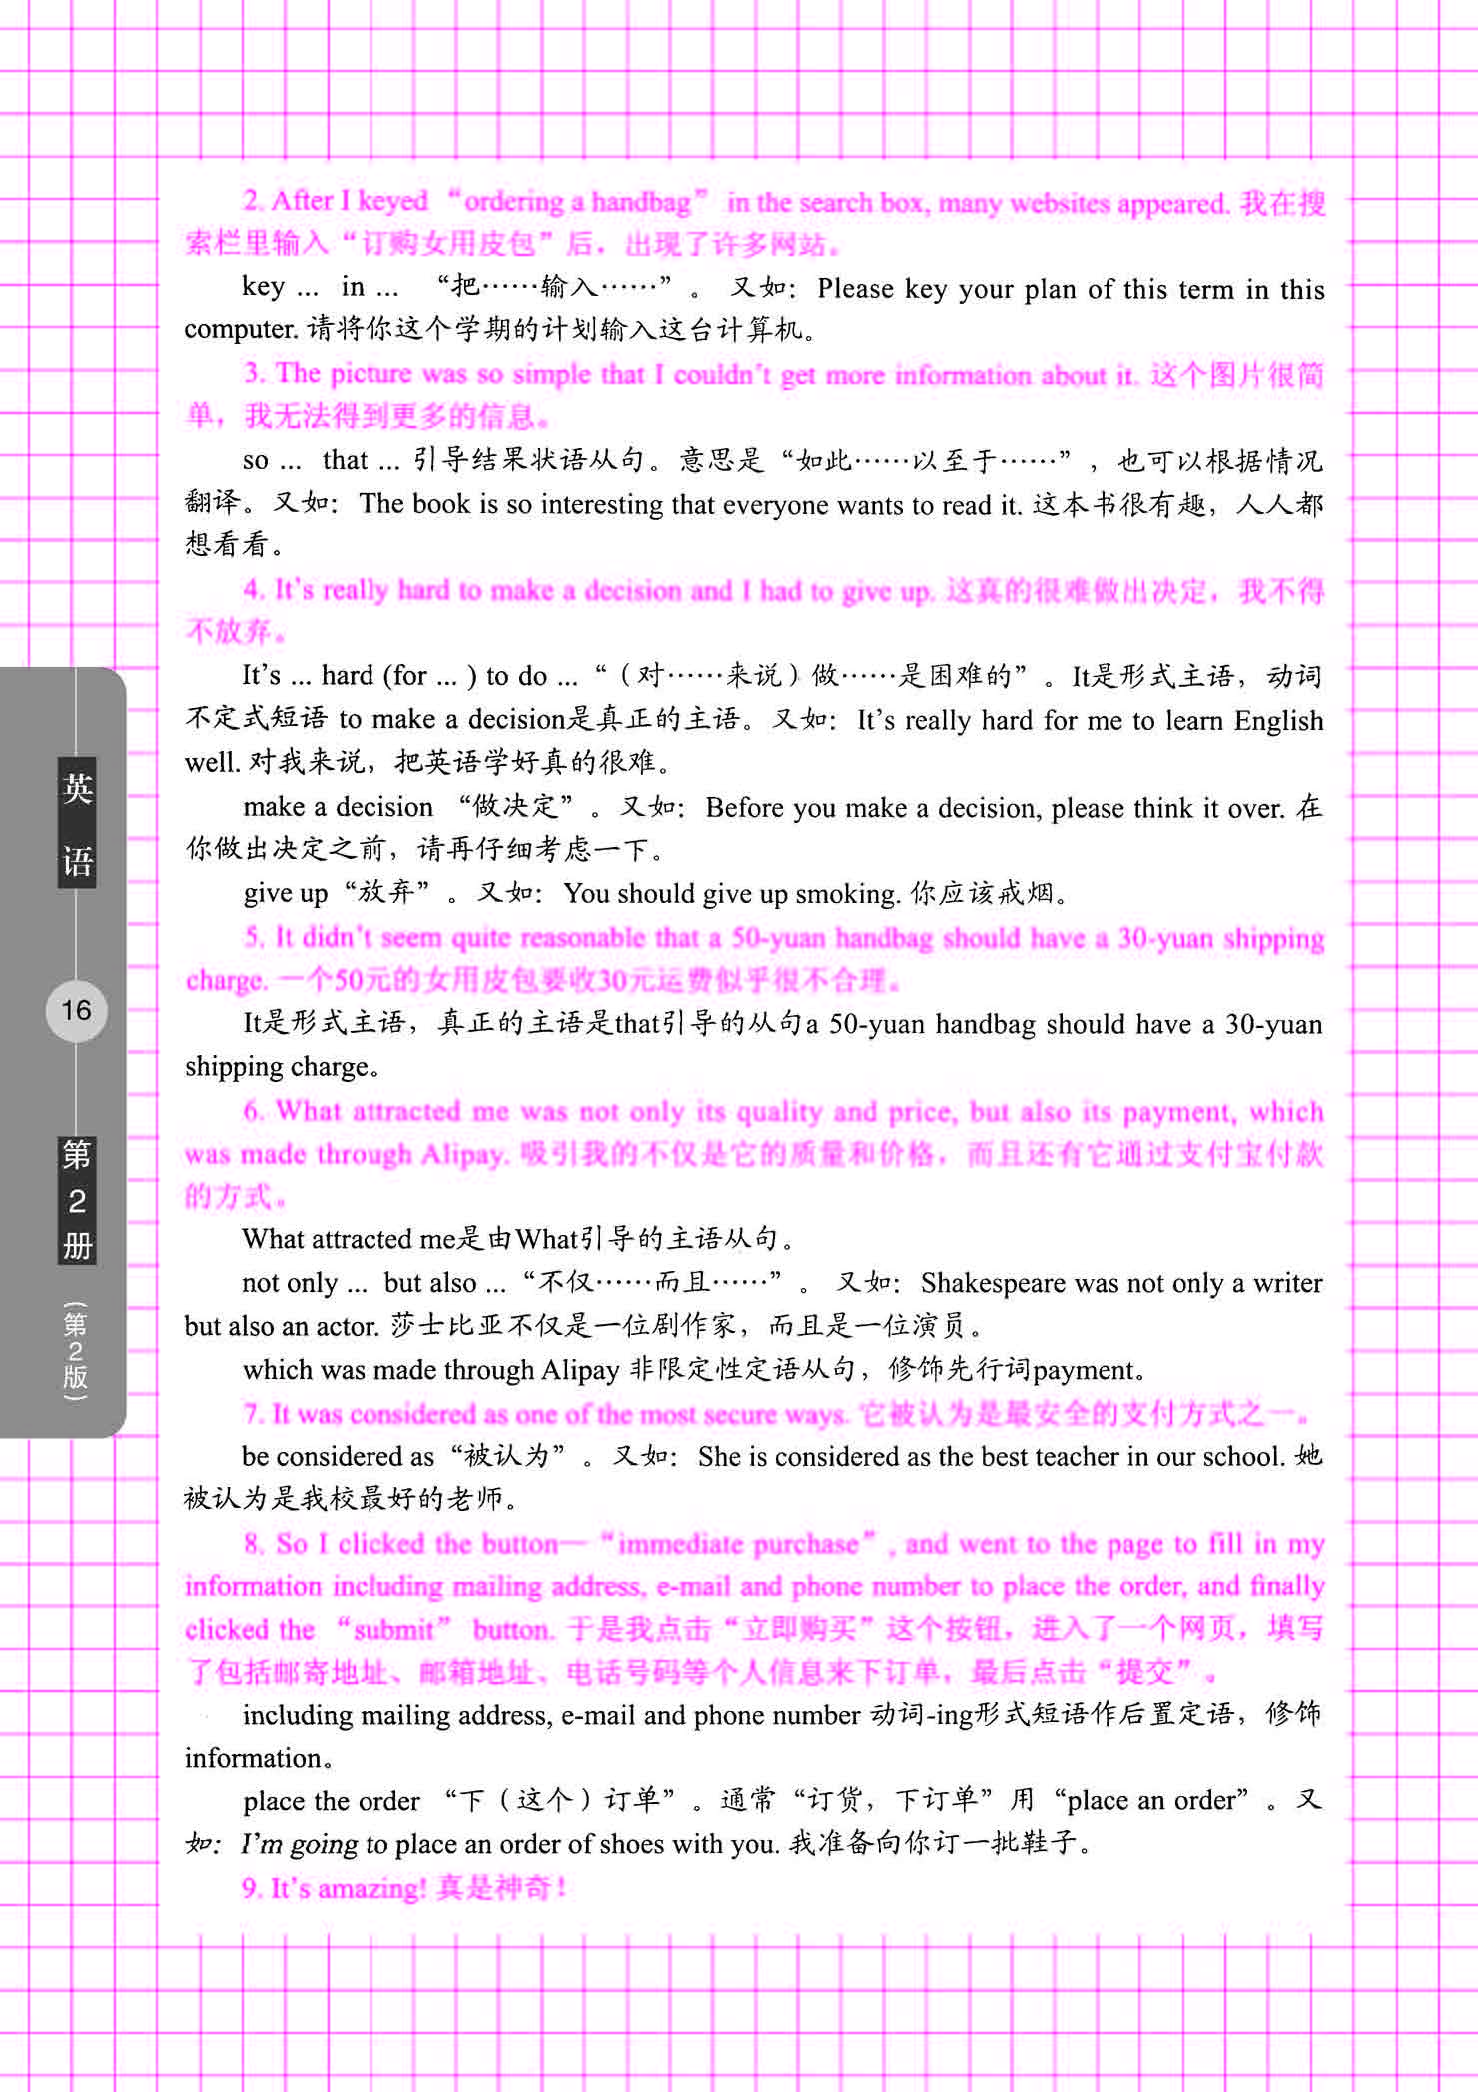 2. After I keyed “ordering a handbag” in the search box, many websites appeared. 我在搜
索栏里输入“订购女用皮包”后，出现了许多网站。
key ... in ... “把……输入……”。 又如：Please key your plan of this term in this
computer. 请将你这个学期的计划输入这台计算机。
3. The picture was so simple that I couldn’t get more information about it. 这个图片很简
单，我无法得到更多的信息。
so ... that ... 引导结果状语从句。意思是“如此……以至于……”，也可以根据情况
翻译。又如：The book is so interesting that everyone wants to read it. 这本书很有趣，人人都
想看看。
4. It’s really hard to make a decision and I had to give up. 这真的很难做出决定，我不得
不放弃。
It’s ... hard (for ... ) to do ... “（对……来说）做……是困难的”。It是形式主语，动词
不定式短语 to make a decision是真正的主语。又如：It’s really hard for me to learn English
well. 对我来说，把英语学好真的很难。
make a decision “做决定”。又如：Before you make a decision, please think it over. 在
你做出决定之前，请再仔细考虑一下。
give up“放弃”。又如：You should give up smoking. 你应该戒烟。
5. It didn’t seem quite reasonable that a 50-yuan handbag should have a 30-yuan shipping
charge. 一个50元的女用皮包要收30元运费似乎很不合理。
It是形式主语，真正的主语是that引导的从句a 50-yuan handbag should have a 30-yuan
shipping charge。
6. What attracted me was not only its quality and price, but also its payment, which
was made through Alipay. 吸引我的不仅是它的质量和价格，而且还有它通过支付宝付款
的方式。
What attracted me是由What引导的主语从句。
not only ... but also ...“不仅……而且……”。 又如：Shakespeare was not only a writer
but also an actor. 莎士比亚不仅是一位剧作家，而且是一位演员。
which was made through Alipay 非限定性定语从句，修饰先行词payment。
7. It was considered as one of the most secure ways. 它被认为是最安全的支付方式之一。
be considered as“被认为”。又如：She is considered as the best teacher in our school. 她
被认为是我校最好的老师。
8. So I clicked the button—“immediate purchase”, and went to the page to fill in my
information including mailing address, e-mail and phone number to place the order, and finally
clicked the “submit” button. 于是我点击“立即购买”这个按钮，进入了一个网页，填写
了包括邮寄地址、邮箱地址、电话号码等个人信息来下订单，最后点击“提交”。
including mailing address, e-mail and phone number 动词-ing形式短语作后置定语，修饰
information。
place the order “下（这个）订单”。通常“订货，下订单”用“place an order”。又
如：I’m going to place an order of shoes with you. 我准备向你订一批鞋子。
9. It’s amazing! 真是神奇！
英语
16
第2册
（第2版）